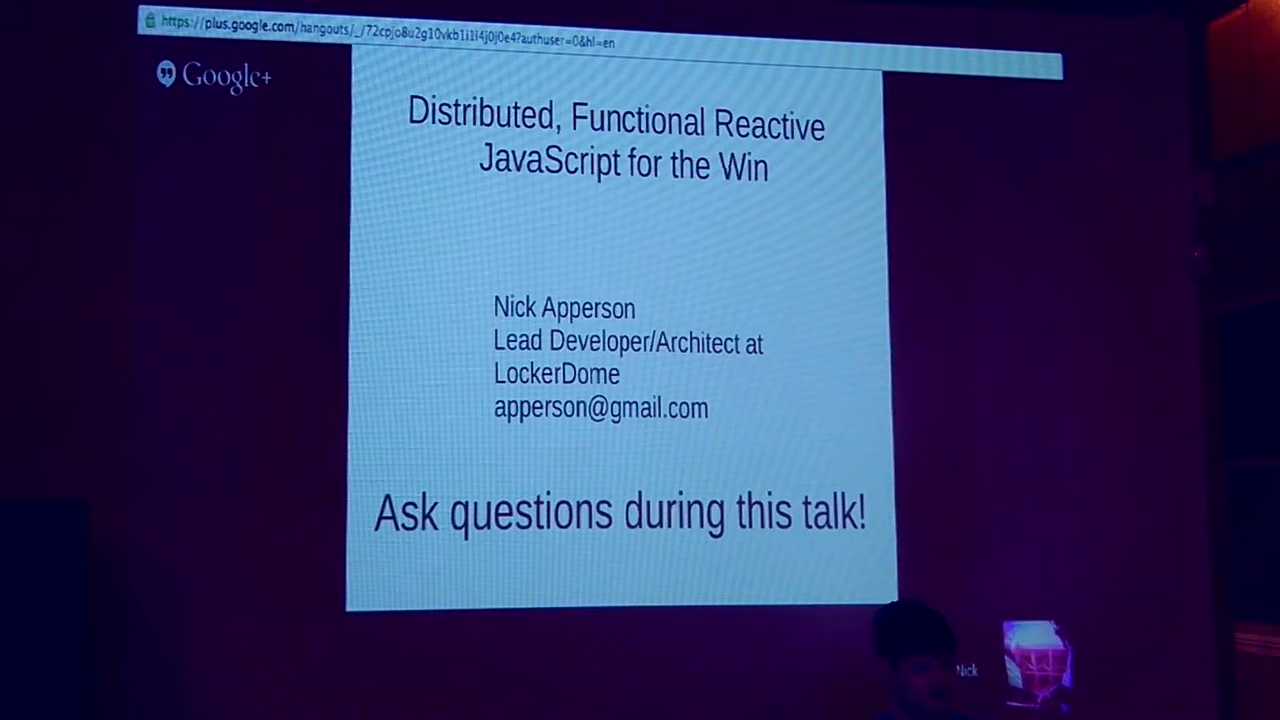 Google+
Distributed, Functional Reactive
JavaScript for the Win
Nick Apperson
Lead Developer/Architect at
LockerDome
apperson@gmail.com
Ask questions during this talk!
Nick